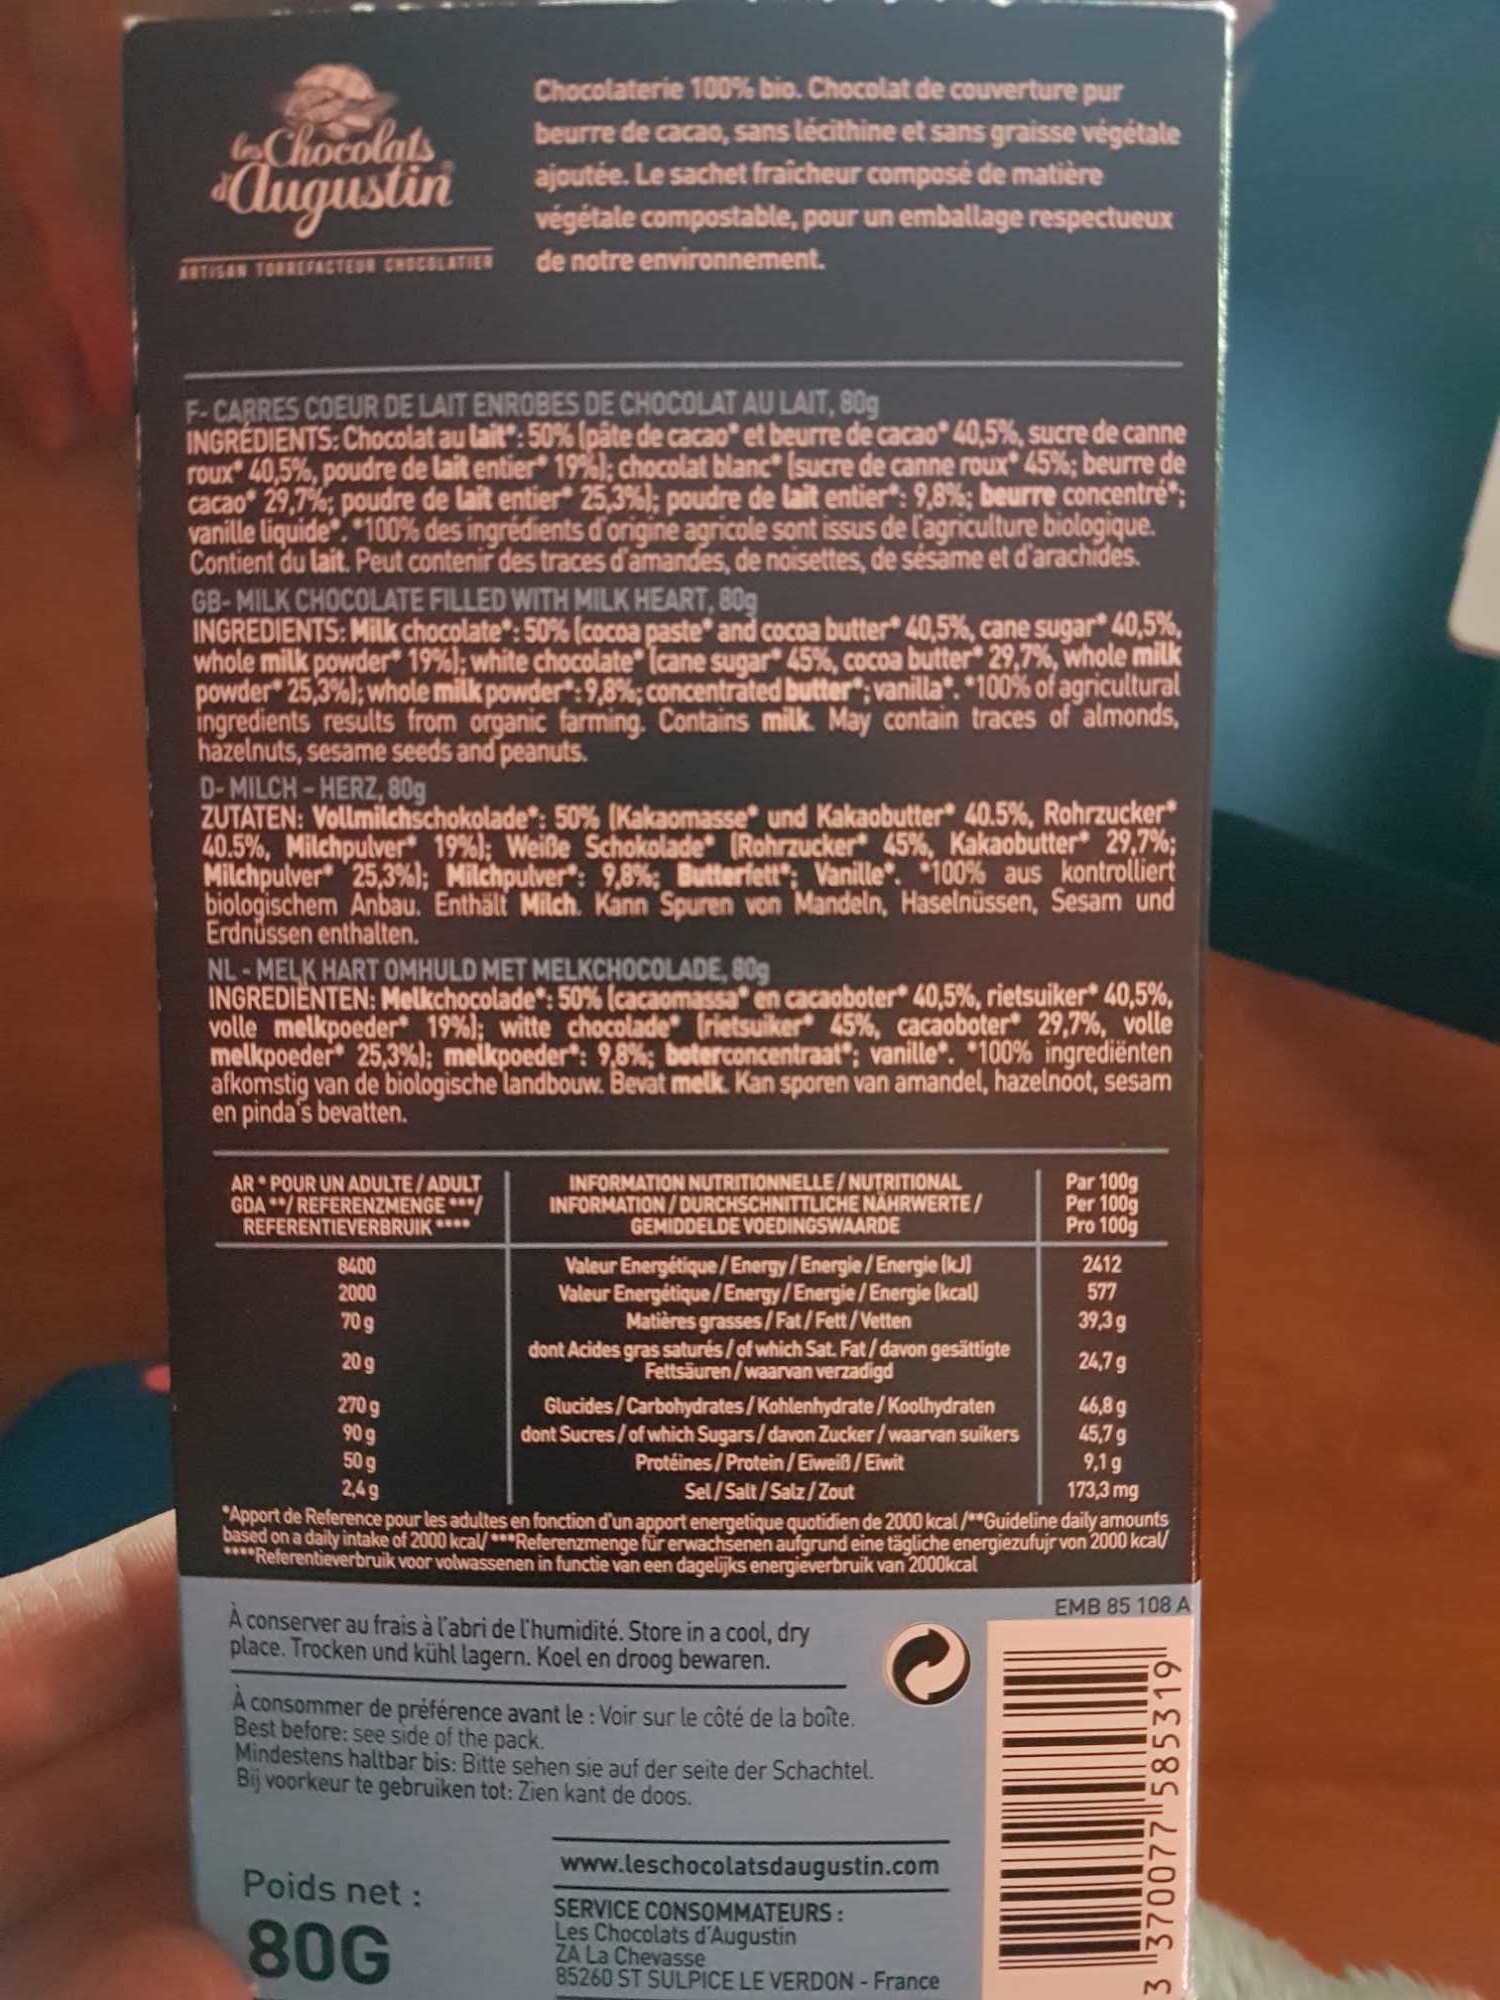 les Chocolats
d'Augustin
ARTISAN TORREFACTEUR CHOCOLATIER
Chocolaterie 100% bio. Chocolat de couverture pur
beurre de cacao, sans lécithine et sans graisse végétale
ajoutée. Le sachet fraîcheur composé de matière
végétale compostable, pour un emballage respectueux
de notre environnement.
F- CARRES COEUR DE LAIT ENROBES DE CHOCOLAT AU LAIT, 80g
INGRÉDIENTS: Chocolat au lait*: 50% (pâte de cacao* et beurre de cacao* 40,5%, sucre de canne
roux* 40,5%, poudre de lait entier* 19%); chocolat blanc* (sucre de canne roux* 45%; beurre de
cacao* 29,7%; poudre de lait entier* 25,3%); poudre de lait entier*: 9,8%; beurre concentré*;
vanille liquide*. *100% des ingrédients d'origine agricole sont issus de l'agriculture biologique.
Contient du lait. Peut contenir des traces d'amandes, de noisettes, de sésame et d'arachides.
GB- MILK CHOCOLATE FILLED WITH MILK HEART, 80g
INGREDIENTS: Milk chocolate*: 50% (cocoa paste* and cocoa butter* 40,5%, cane sugar* 40,5%,
whole milk powder* 19%); white chocolate* (cane sugar* 45%, cocoa butter* 29,7%, whole milk
powder* 25,3%); whole milk powder*: 9,8%; concentrated butter*; vanilla*. *100% of agricultural
ingredients results from organic farming. Contains milk. May contain traces of almonds,
hazelnuts, sesame seeds and peanuts.
D- MILCH - HERZ, 80g
ZUTATEN: Vollmilchschokolade*: 50% (Kakaomasse* und Kakaobutter* 40.5%, Rohrzucker*
40.5%, Milchpulver* 19%); Weiße Schokolade* (Rohrzucker* 45%, Kakaobutter* 29,7%;
Milchpulver* 25,3%); Milchpulver*: 9,8%; Butterfett*; Vanille*. *100% aus kontrolliert
biologischem Anbau. Enthält Milch. Kann Spuren von Mandeln, Haselnüssen, Sesam und
Erdnüssen enthalten.
NL - MELK HART OMHULD MET MELKCHOCOLADE, 80g
INGREDIËNTEN: Melkchocolade*: 50% (cacaomassa* en cacaoboter* 40,5%, rietsuiker* 40,5%,
volle melkpoeder* 19%); witte chocolade* (rietsuiker* 45%, cacaoboter* 29,7%, volle
melkpoeder* 25,3%); melkpoeder*: 9,8%; boterconcentraat*; vanille*. *100% ingrediënten
afkomstig van de biologische landbouw. Bevat melk. Kan sporen van amandel, hazelnoot, sesam
en pinda's bevatten.
AR * POUR UN ADULTE / ADULT
GDA **/ REFERENZMENGE ***/
REFERENTIEVERBRUIK ****
INFORMATION NUTRITIONNELLE / NUTRITIONAL
INFORMATION / DURCHSCHNITTLICHE NÄHRWERTE /
GEMIDDELDE VOEDINGSWAARDE
Par 100g
Per 100g
Pro 100g
8400 Valeur Energétique / Energy / Energie / Energie (kJ) 2412
2000 Valeur Energétique / Energy / Energie / Energie (kcal) 577
70 g Matières grasses / Fat / Fett / Vetten 39,3 g
20 g dont Acides gras saturés / of which Sat. Fat / davon gesättigte
Fettsäuren / waarvan verzadigd 24,7 g
270 g Glucides / Carbohydrates / Kohlenhydrate / Koolhydraten 46,8 g
90 g dont Sucres / of which Sugars / davon Zucker / waarvan suikers 45,7 g
50 g Protéines / Protein / Eiweiß / Eiwit 9,1 g
2,4 g Sel / Salt / Salz / Zout 173,3 mg
*Apport de Reference pour les adultes en fonction d'un apport energetique quotidien de 2000 kcal /**Guideline daily amounts
based on a daily intake of 2000 kcal/ ***Referenzmenge für erwachsenen aufgrund eine tägliche energiezufujr von 2000 kcal/
****Referentieverbruik voor volwassenen in functie van een dagelijks energieverbruik van 2000kcal
EMB 85 108 A
À conserver au frais à l'abri de l'humidité. Store in a cool, dry
place. Trocken und kühl lagern. Koel en droog bewaren.
À consommer de préférence avant le : Voir sur le côté de la boîte.
Best before: see side of the pack.
Mindestens haltbar bis: Bitte sehen sie auf der seite der Schachtel.
Bij voorkeur te gebruiken tot: Zien kant de doos.
Poids net :
80G
www.leschocolatsdaugustin.com
SERVICE CONSOMMATEURS :
Les Chocolats d'Augustin
ZA La Chevasse
85260 ST SULPICE LE VERDON - France
3 370077 585319